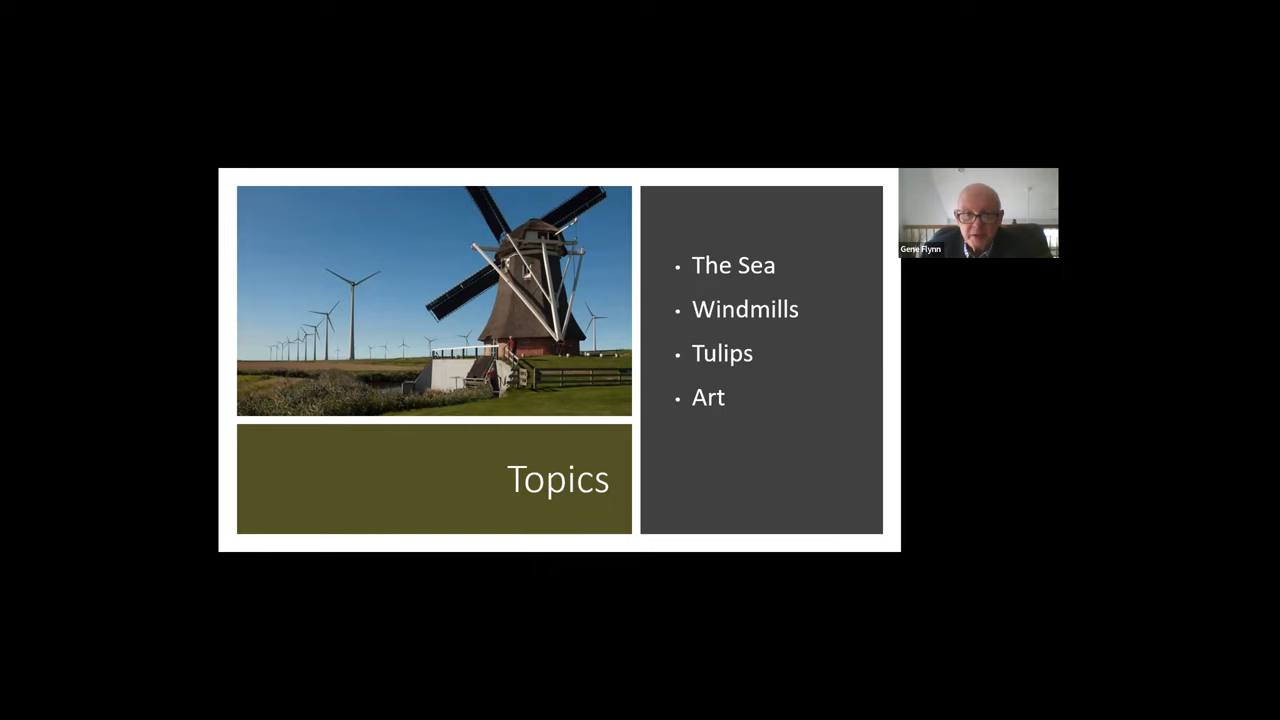 The Sea
Windmills
Tulips
Art
Topics
Gene Flynn